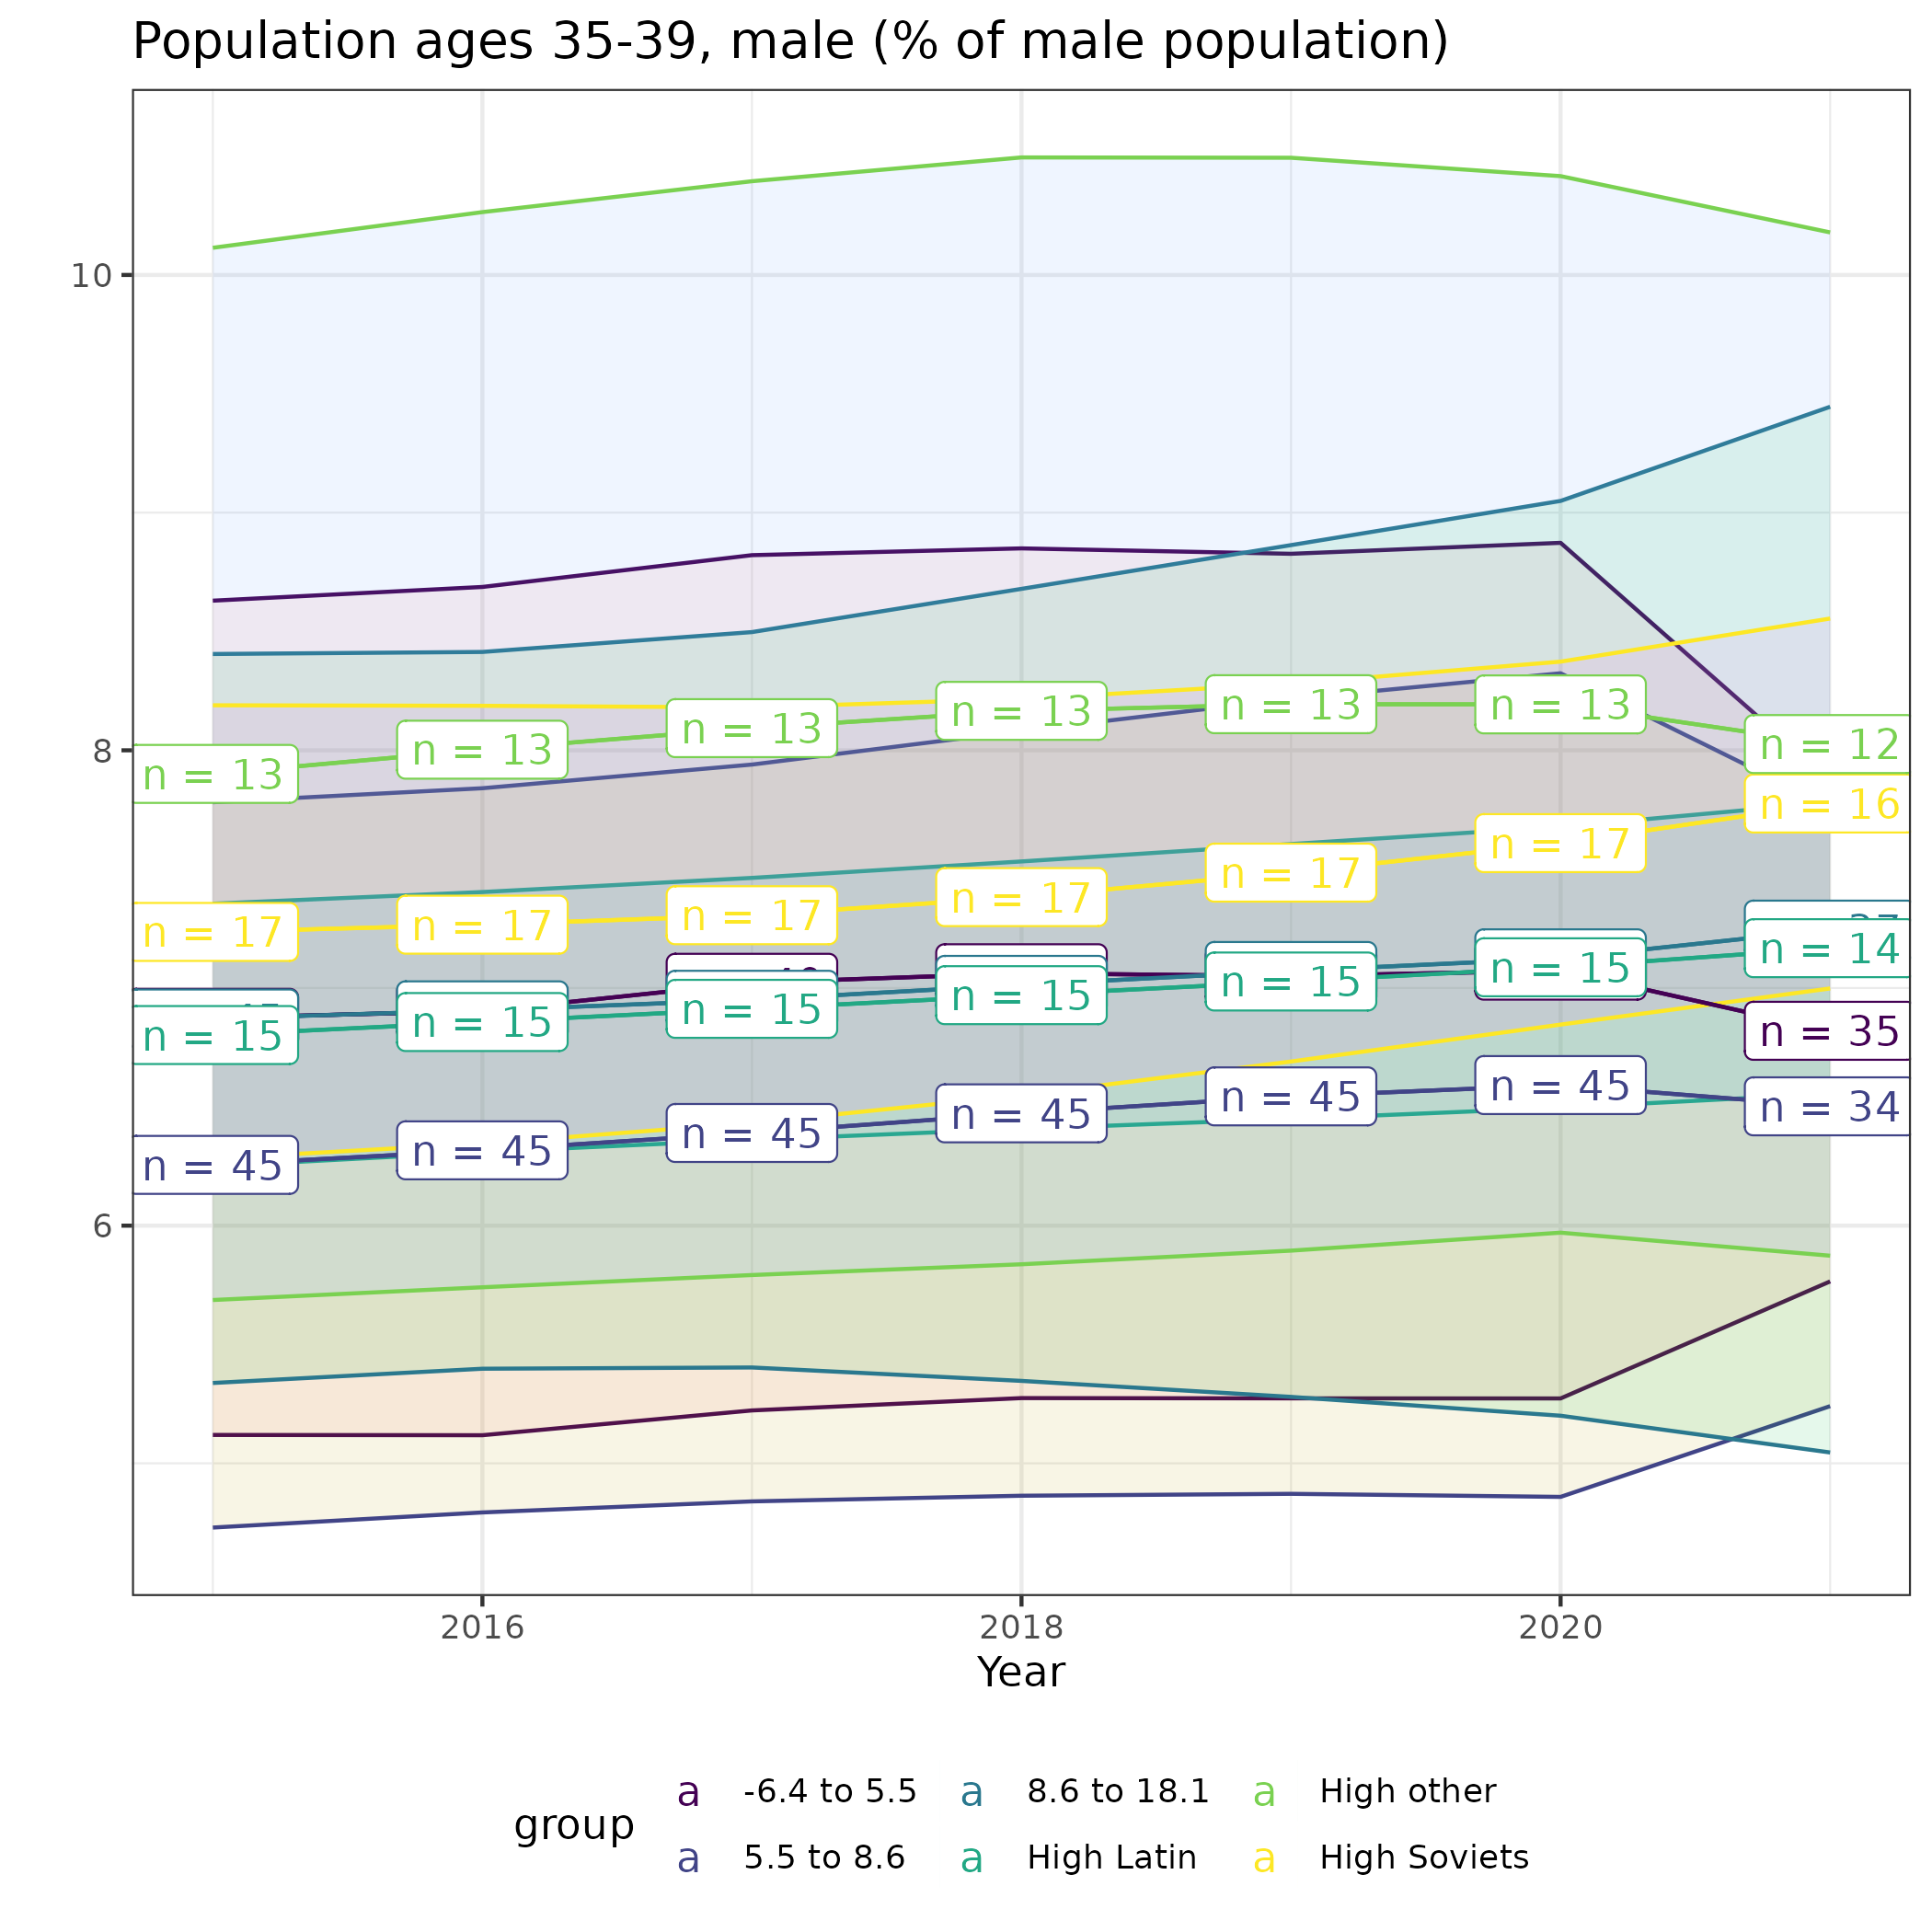 Population ages 35-39, male (% of male population)
10
8
6
n = 13
n = 13
n = 13
n = 13
n = 13
n = 13
n = 12
n = 17
n = 17
n = 17
n = 17
n = 17
n = 17
n = 16
n = 15
n = 15
n = 15
n = 15
n = 15
n = 15
n = 14
n = 35
n = 45
n = 45
n = 45
n = 45
n = 45
n = 45
n = 34
2016 2018 2020
Year
group
a -6.4 to 5.5 a 8.6 to 18.1 a High other
a 5.5 to 8.6 a High Latin a High Soviets